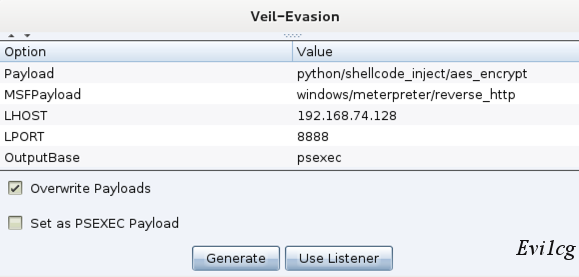 Veil-Evasion
Option Value
Payload python/shellcode_inject/aes_encrypt
MSFPayload windows/meterpreter/reverse_http
LHOST 192.168.74.128
LPORT 8888
OutputBase psexec
Overwrite Payloads
Set as PSEXEC Payload
Generate Use Listener
Evi1cg